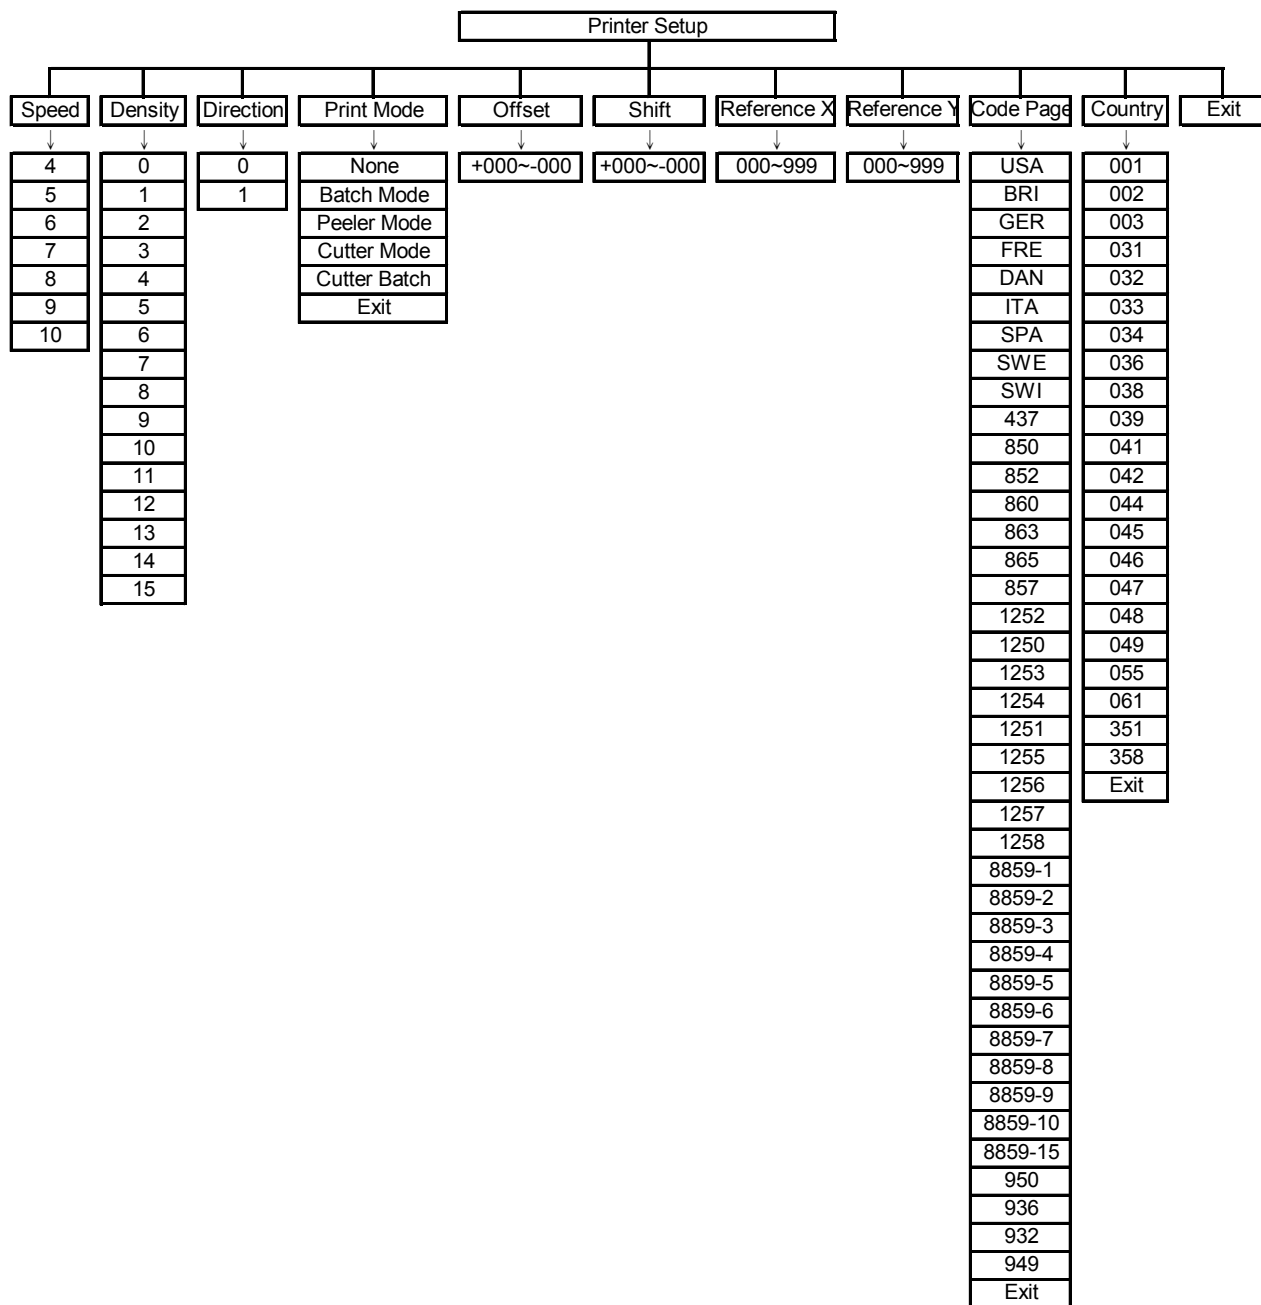 Printer Setup
Speed Density Direction Print Mode Offset Shift Reference X Reference Y Code Page Country Exit
4 0 0 None +000~-000 +000~-000 000~999 000~999 USA 001
5 1 1 Batch Mode BRI 002
6 2 Peeler Mode GER 003
7 3 Cutter Mode FRE 031
8 4 Cutter Batch DAN 032
9 5 Exit ITA 033
10 6 SPA 034
7 SWE 036
8 SWI 038
9 437 039
10 850 041
11 852 042
12 860 044
13 863 045
14 865 046
15 857 047
1252 048
1250 049
1253 055
1254 061
1251 351
1255 358
1256 Exit
1257
1258
8859-1
8859-2
8859-3
8859-4
8859-5
8859-6
8859-7
8859-8
8859-9
8859-10
8859-15
950
936
932
949
Exit